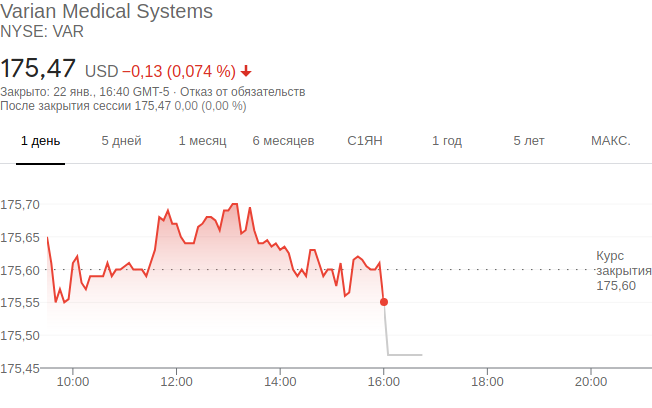 Varian Medical Systems
NYSE: VAR
175,47 USD −0,13 (0,074 %)
Закрыто: 22 янв., 16:40 GMT-5 · Отказ от обязательств
После закрытия сессии 175,47 0,00 (0,00 %)
1 день 5 дней 1 месяц 6 месяцев С1ЯН 1 год 5 лет МАКС.
175,70
175,65
175,60
175,55
175,50
175,45
Курс
закрытия
175,60
10:00 12:00 14:00 16:00 18:00 20:00